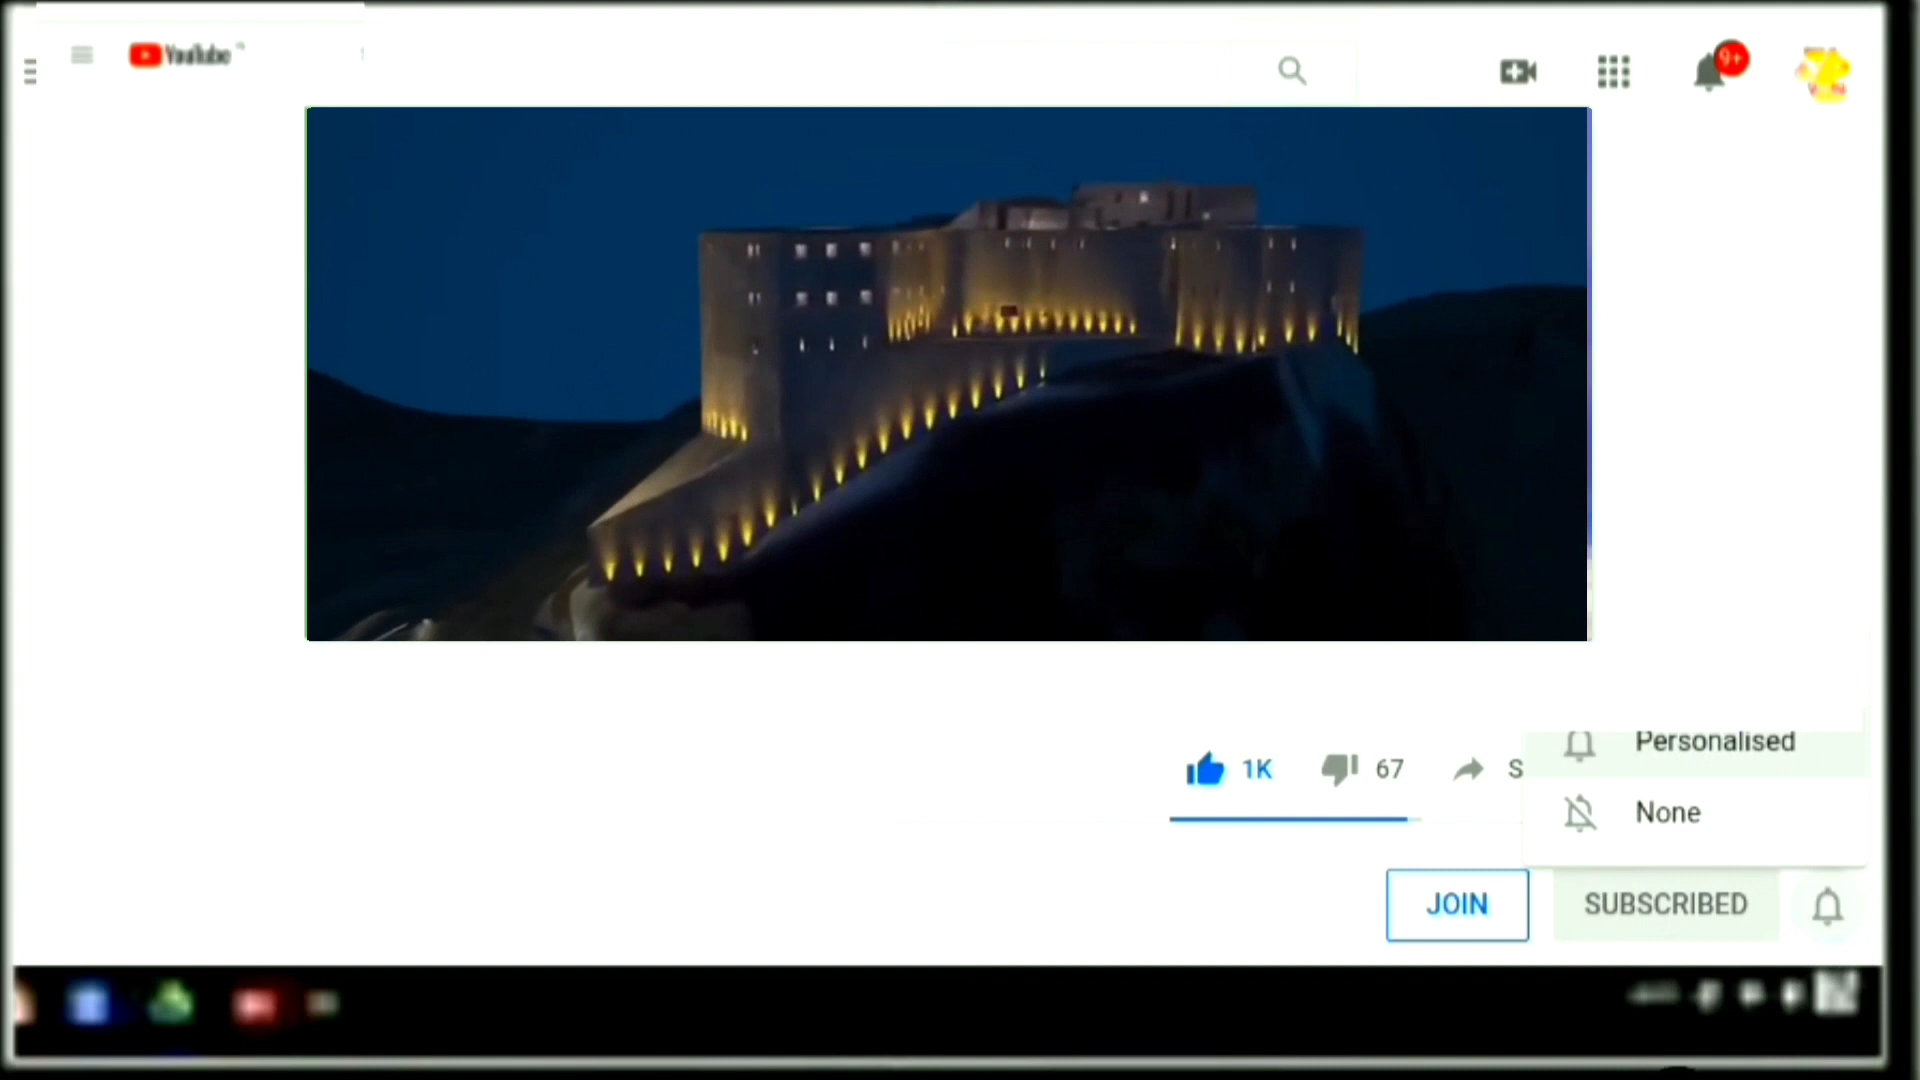 YouTube
9+
Personalised
1K 67 S
None
JOIN SUBSCRIBED